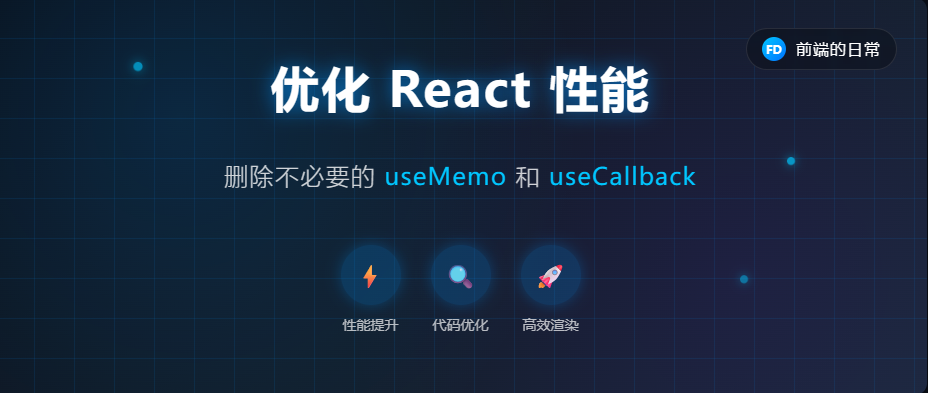 FD 前端的日常
优化 React 性能
删除不必要的 useMemo 和 useCallback
性能提升 代码优化 高效渲染